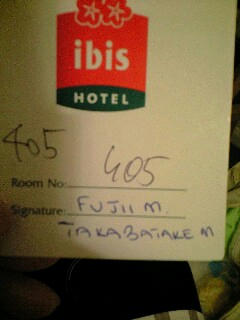 ibis
HOTEL
405
405
Room No:
Signature: FUJII M.
TAKABATAKE M